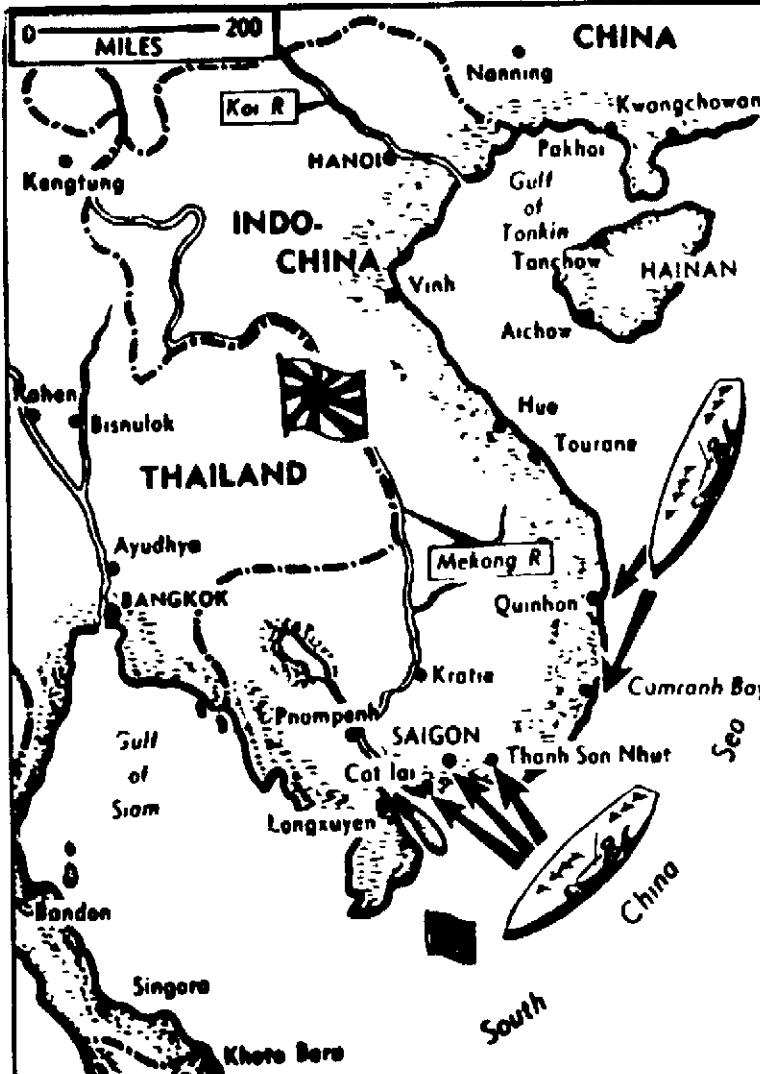 0 200
MILES
CHINA
Nanning
Koi R
Kwangchowan
HANOI
Pakhoi
Kengtung
Gulf
of
Tonkin
INDO-
CHINA
Tanchow
HAINAN
Vinh
Aichow
Rahen
Bisnulok
Hue
Tourane
THAILAND
Ayudhya
Mekong R
BANGKOK
Quinhon
Kratie
Cumranh Bay
Pnompenh
SAIGON
Thanh Son Nhut
Gulf
of
Siam
Cat lai
Longxuyen
Bandon
Singora
Khota Baru
South
China
Sea